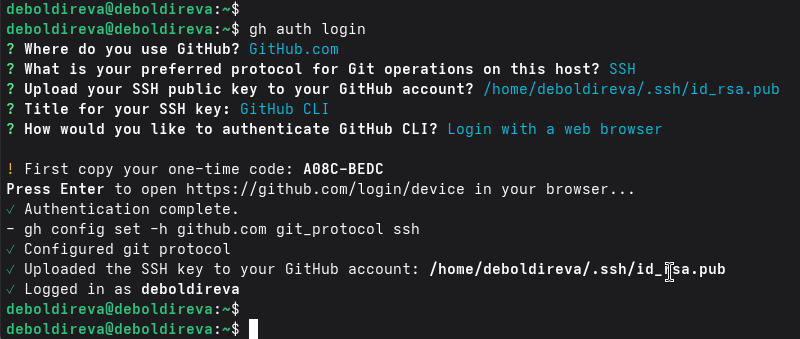 deboldireva@deboldireva:~$
deboldireva@deboldireva:~$ gh auth login
? Where do you use GitHub? GitHub.com
? What is your preferred protocol for Git operations on this host? SSH
? Upload your SSH public key to your GitHub account? /home/deboldireva/.ssh/id_rsa.pub
? Title for your SSH key: GitHub CLI
? How would you like to authenticate GitHub CLI? Login with a web browser
! First copy your one-time code: A08C-BEDC
Press Enter to open https://github.com/login/device in your browser...
✓ Authentication complete.
- gh config set -h github.com git_protocol ssh
✓ Configured git protocol
✓ Uploaded the SSH key to your GitHub account: /home/deboldireva/.ssh/id_rsa.pub
✓ Logged in as deboldireva
deboldireva@deboldireva:~$
deboldireva@deboldireva:~$